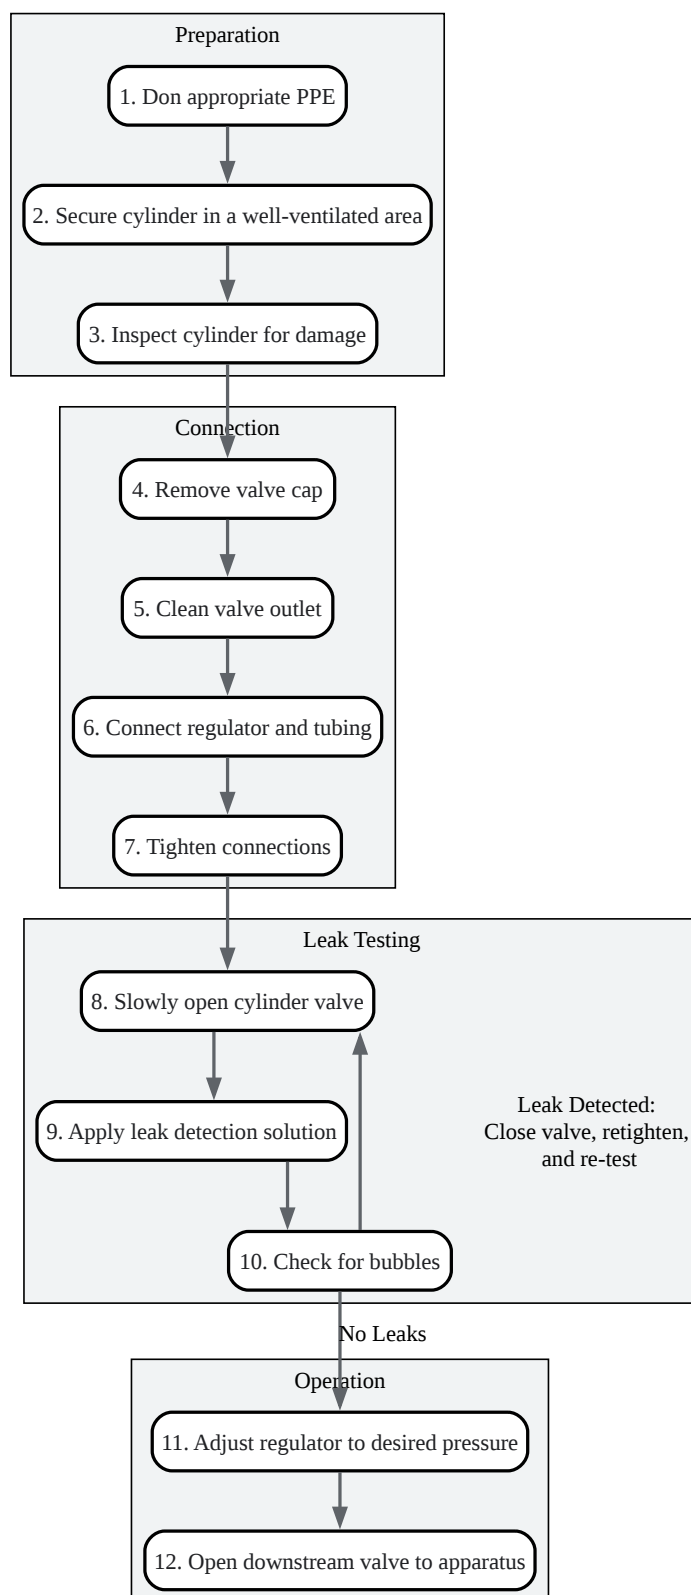 Preparation
1. Don appropriate PPE
2. Secure cylinder in a well-ventilated area
3. Inspect cylinder for damage
Connection
4. Remove valve cap
5. Clean valve outlet
6. Connect regulator and tubing
7. Tighten connections
Leak Testing
8. Slowly open cylinder valve
Leak Detected:
Close valve, retighten,
and re-test
9. Apply leak detection solution
10. Check for bubbles
No Leaks
Operation
11. Adjust regulator to desired pressure
12. Open downstream valve to apparatus